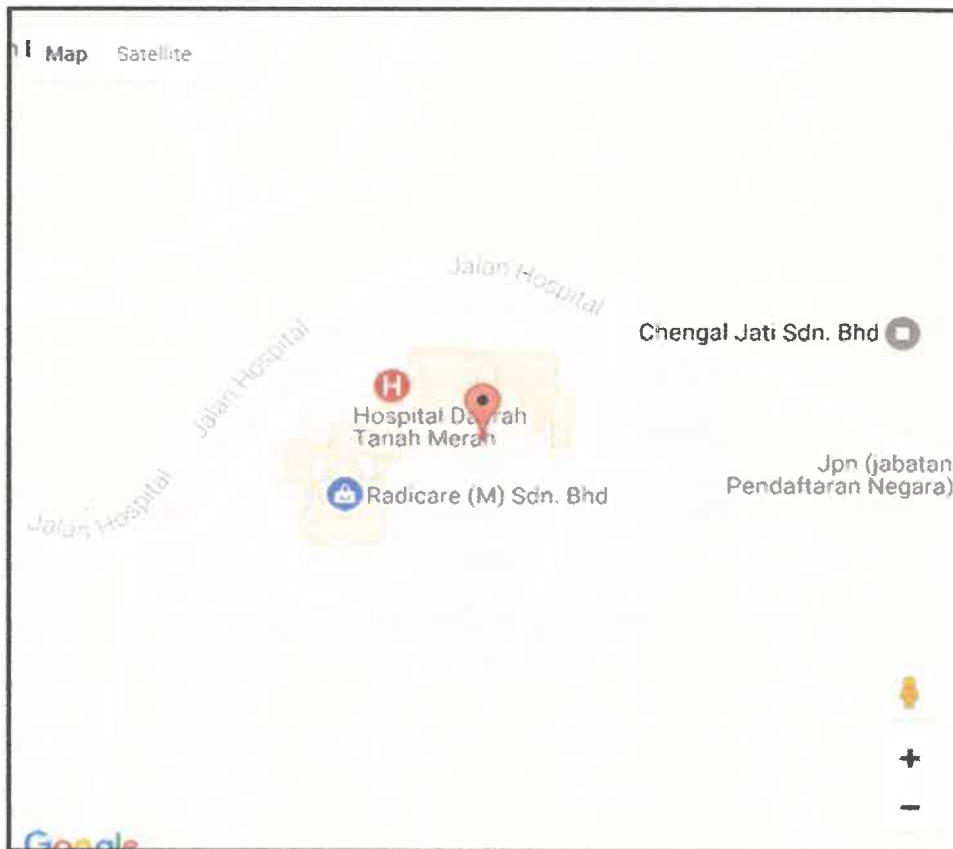 Map Satellite
Jalan Hospital
Chengal Jati Sdn. Bhd
Jalan Hospital
H
Hospital Daerah
Tanah Merah
Jpn (jabatan
Pendaftaran Negara)
Radicare (M) Sdn. Bhd
Jalan Hospital
+
−
Google